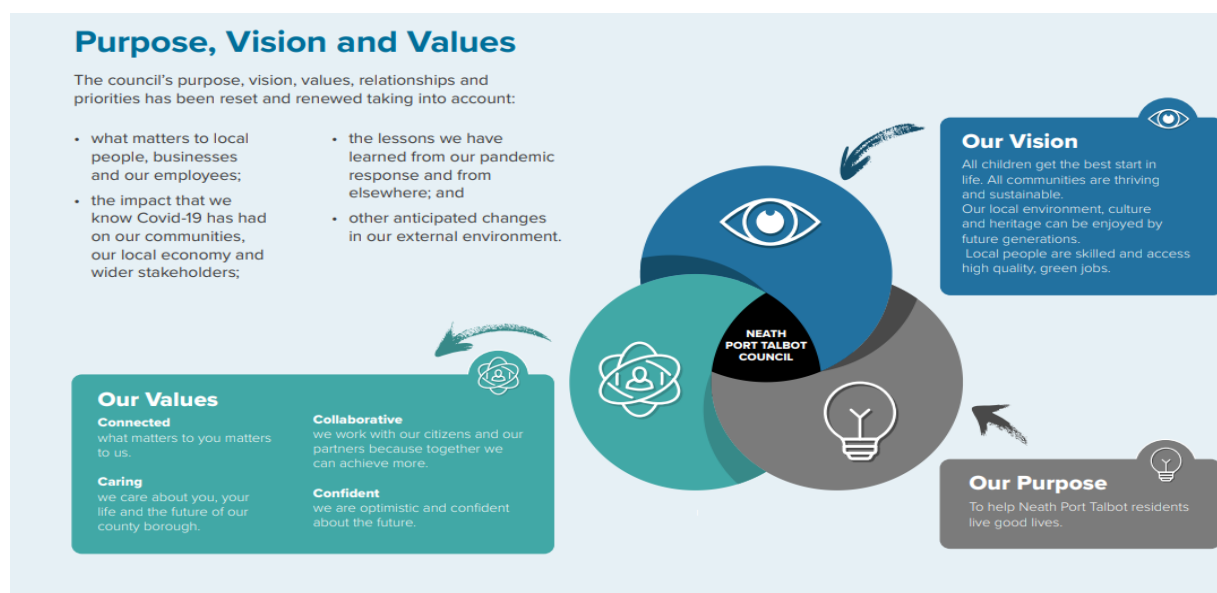 Purpose, Vision and Values
The council's purpose, vision, values, relationships and
priorities has been reset and renewed taking into account:
• what matters to local
people, businesses
and our employees;
• the impact that we
know Covid-19 has had
on our communities,
our local economy and
wider stakeholders;
• the lessons we have
learned from our pandemic
response and from
elsewhere; and
• other anticipated changes
in our external environment.
Our Vision
All children get the best start in
life. All communities are thriving
and sustainable.
Our local environment, culture
and heritage can be enjoyed by
future generations.
Local people are skilled and access
high quality, green jobs.
NEATH
PORT TALBOT
COUNCIL
Our Values
Connected
what matters to you matters
to us.
Caring
we care about you, your
life and the future of our
county borough.
Collaborative
we work with our citizens and our
partners because together we
can achieve more.
Confident
we are optimistic and confident
about the future.
Our Purpose
To help Neath Port Talbot residents
live good lives.